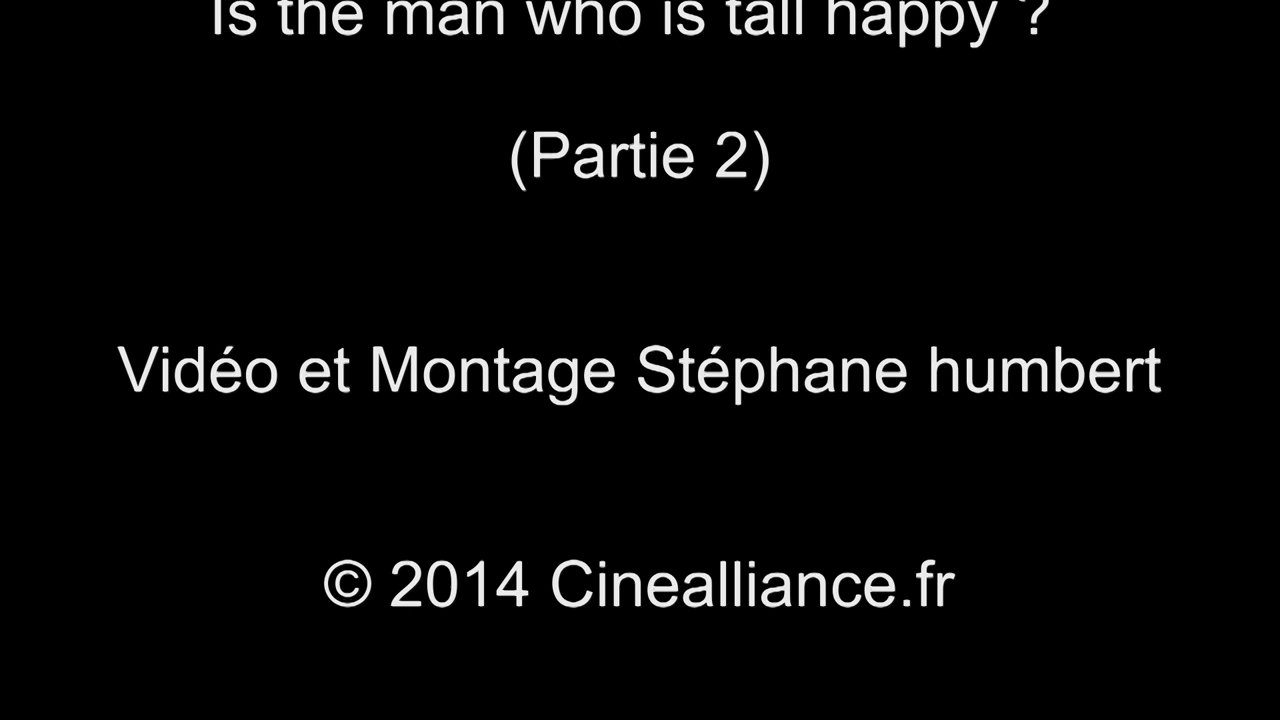 Is the man who is tall happy ?
(Partie 2)
Vidéo et Montage Stéphane humbert
© 2014 Cinealliance.fr